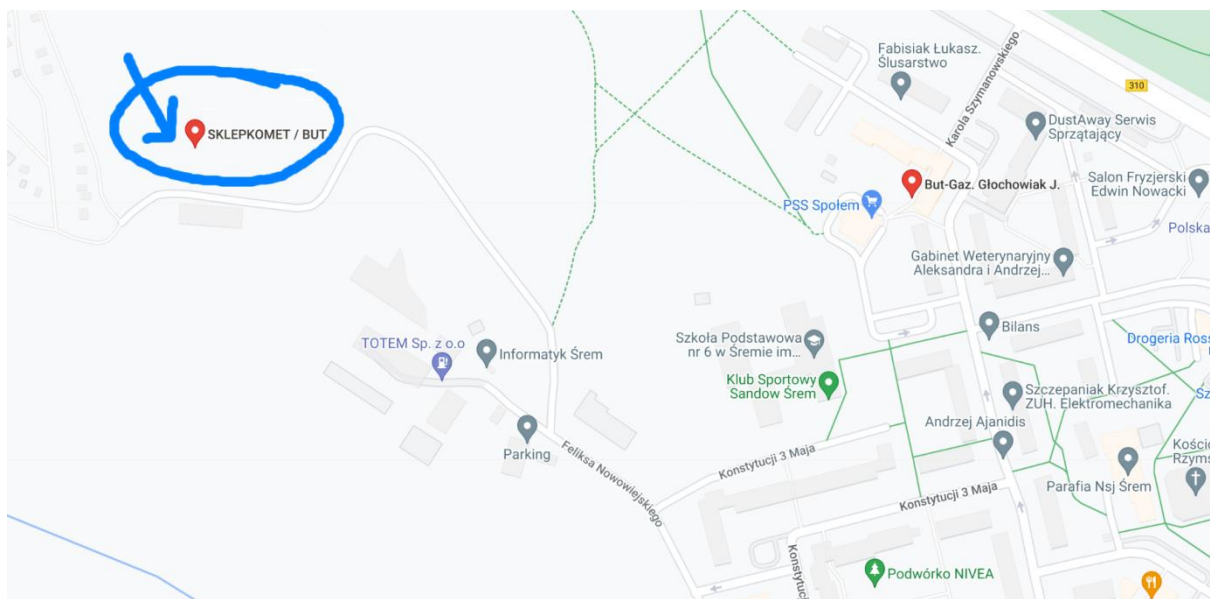 Fabisiak Łukasz.
Ślusarstwo
Karola Szymanowskiego
310
DustAway Serwis
Sprzątający
SKLEPKOMET / BUT
But-Gaz. Głochowiak J.
Salon Fryzjerski
Edwin Nowacki
PSS Społem
Polska
Gabinet Weterynaryjny
Aleksandra i Andrzej...
Bilans
TOTEM Sp. z o.o
Informatyk Śrem
Szkoła Podstawowa
nr 6 w Śremie im...
Drogeria Ross
Klub Sportowy
Sandow Śrem
Szczepaniak Krzysztof.
ZUH. Elektromechanika
Sz
Andrzej Ajanidis
Parking
Feliksa Nowowiejskiego
Konstytucji 3 Maja
Kośció
Rzyms
Parafia Nsj Śrem
Konstytucji 3 Maja
Konstytucji
Podwórko NIVEA